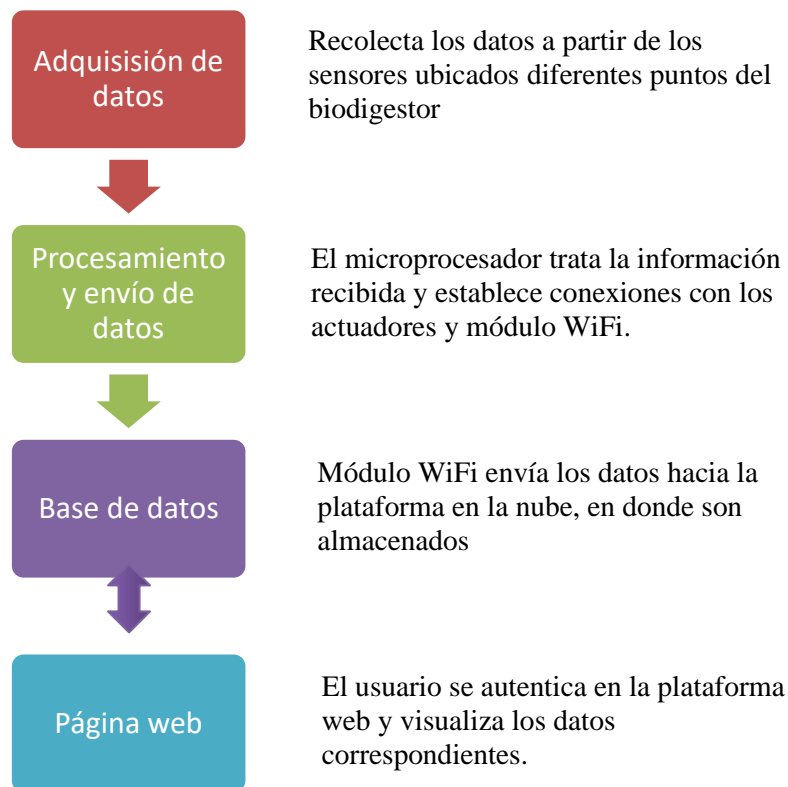 Adquisisión de
datos
Recolecta los datos a partir de los
sensores ubicados diferentes puntos del
biodigestor
Procesamiento
y envío de
datos
El microprocesador trata la información
recibida y establece conexiones con los
actuadores y módulo WiFi.
Base de datos
Módulo WiFi envía los datos hacia la
plataforma en la nube, en donde son
almacenados
Página web
El usuario se autentica en la plataforma
web y visualiza los datos
correspondientes.